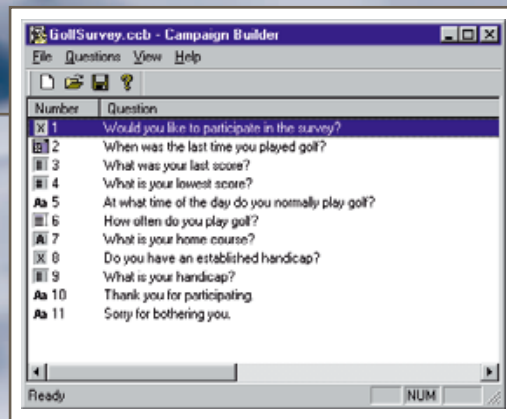 GolfSurvey.ccb - Campaign Builder
File Questions View Help
Number Question
1 Would you like to participate in the survey?
2 When was the last time you played golf?
3 What was your last score?
4 What is your lowest score?
Aa 5 At what time of the day do you normally play golf?
6 How often do you play golf?
A 7 What is your home course?
X 8 Do you have an established handicap?
9 What is your handicap?
Aa 10 Thank you for participating.
Aa 11 Sorry for bothering you.
Ready NUM